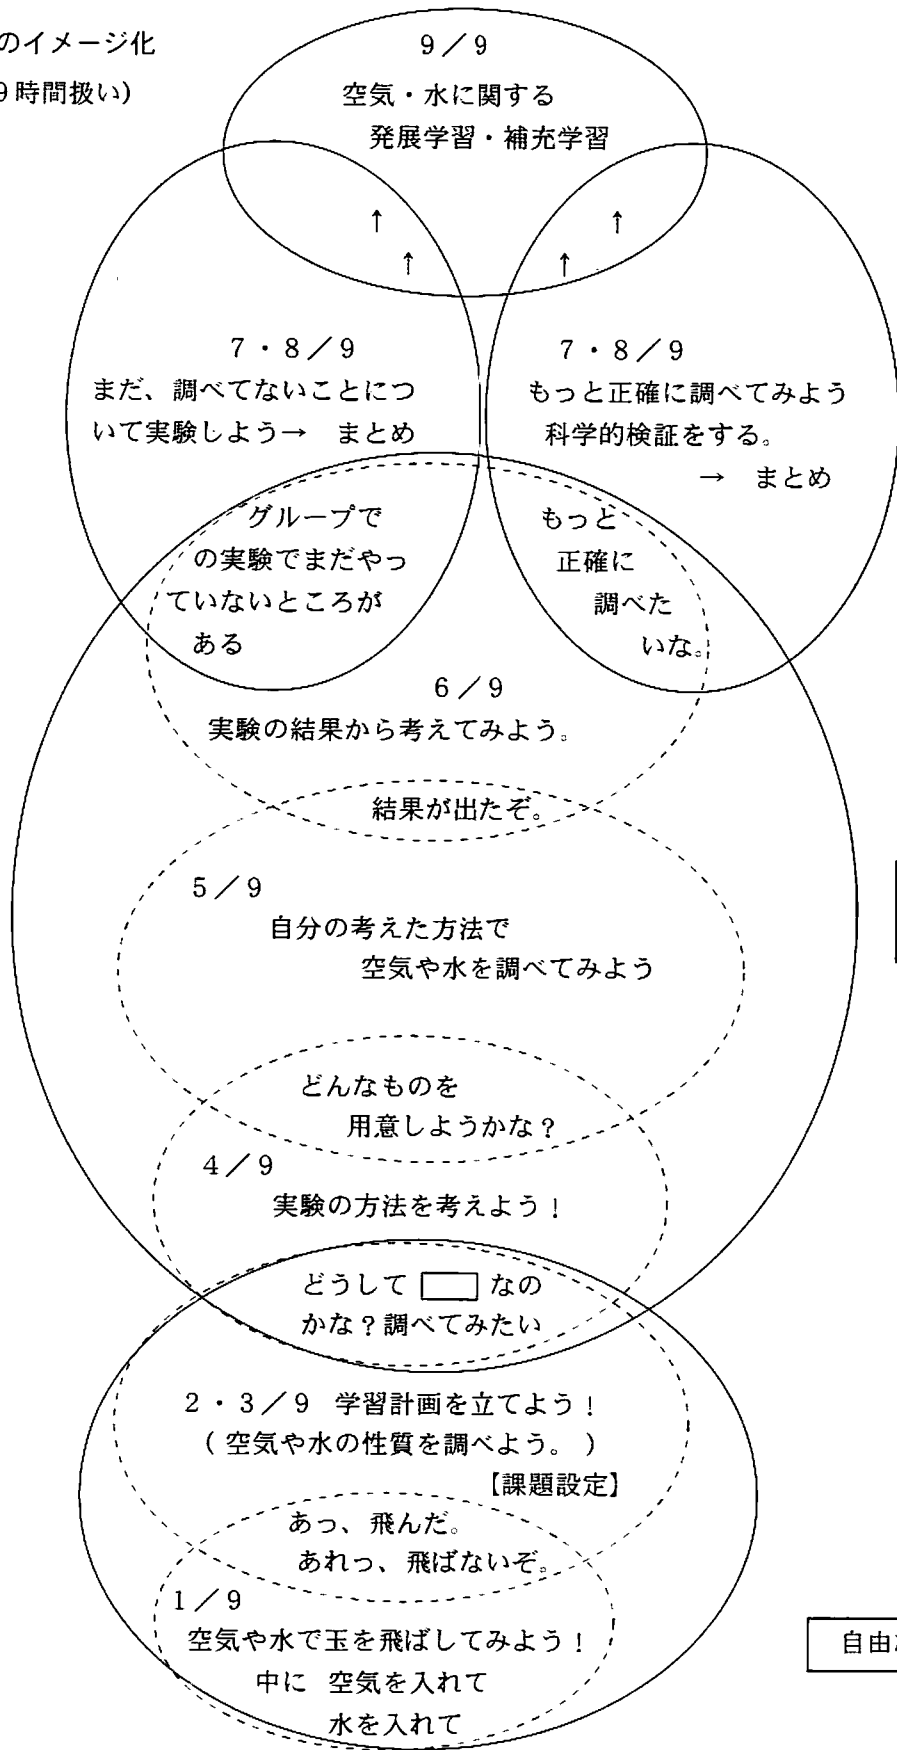 のイメージ化
9時間扱い）
9／9
空気・水に関する
発展学習・補充学習
↑
↑
↑
↑
7・8／9
まだ、調べてないことにつ
いて実験しよう→　まとめ
7・8／9
もっと正確に調べてみよう
科学的検証をする。
→　まとめ
グループで
の実験でまだやっ
ていないところが
ある
もっと
正確に
調べた
いな。
6／9
実験の結果から考えてみよう。
結果が出たぞ。
5／9
自分の考えた方法で
空気や水を調べてみよう
どんなものを
用意しようかな？
4／9
実験の方法を考えよう！
どうして□なの
かな？調べてみたい
2・3／9　学習計画を立てよう！
（空気や水の性質を調べよう。）
【課題設定】
あっ、飛んだ。
あれっ、飛ばないぞ。
1／9
空気や水で玉を飛ばしてみよう！
中に　空気を入れて
水を入れて
自由